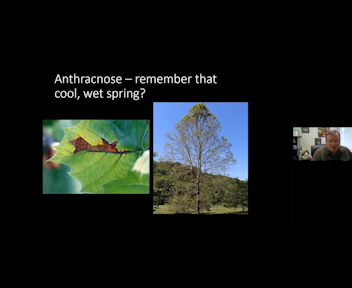 Anthracnose – remember that
cool, wet spring?